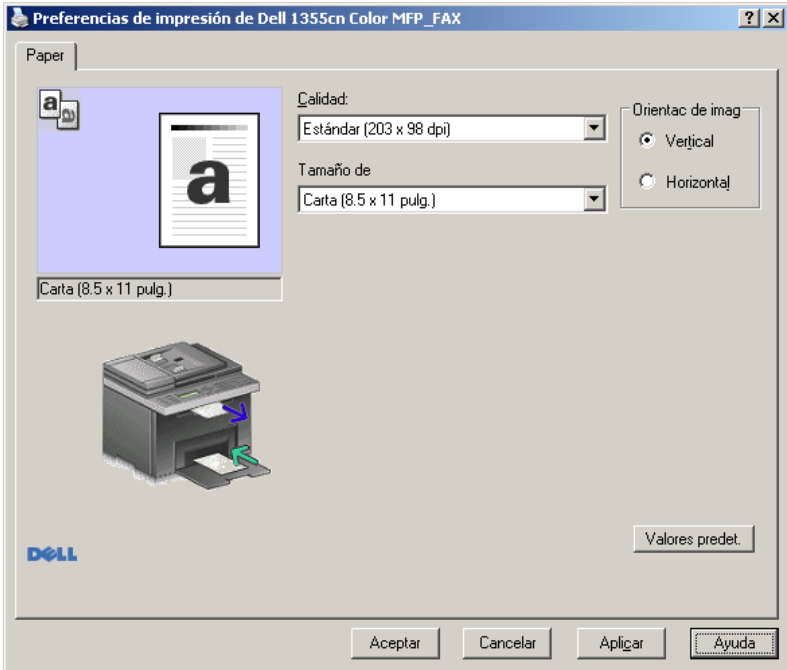 Preferencias de impresión de Dell 1355cn Color MFP_FAX
Paper
a
a
Carta (8.5 x 11 pulg.)
Calidad:
Estándar (203 x 98 dpi)
Tamaño de
Carta (8.5 x 11 pulg.)
Orientac de imag
Vertical
Horizontal
DELL
Valores predet.
Aceptar
Cancelar
Aplicar
Ayuda